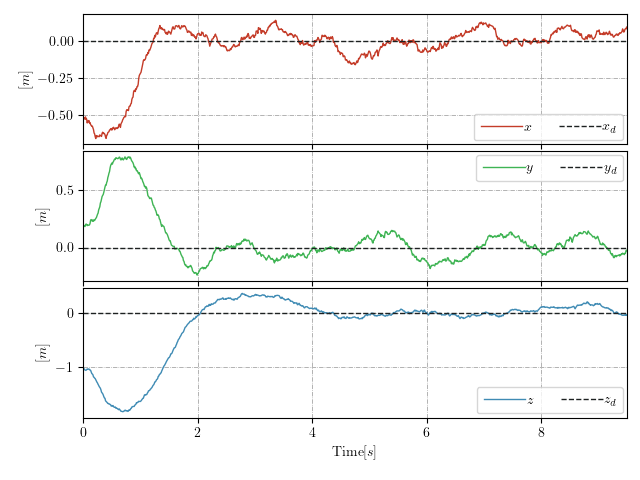 0.00
−0.25
−0.50
[m]
x x_d
0.5
0.0
[m]
y y_d
0
−1
[m]
z z_d
0 2 4 6 8
Time[s]